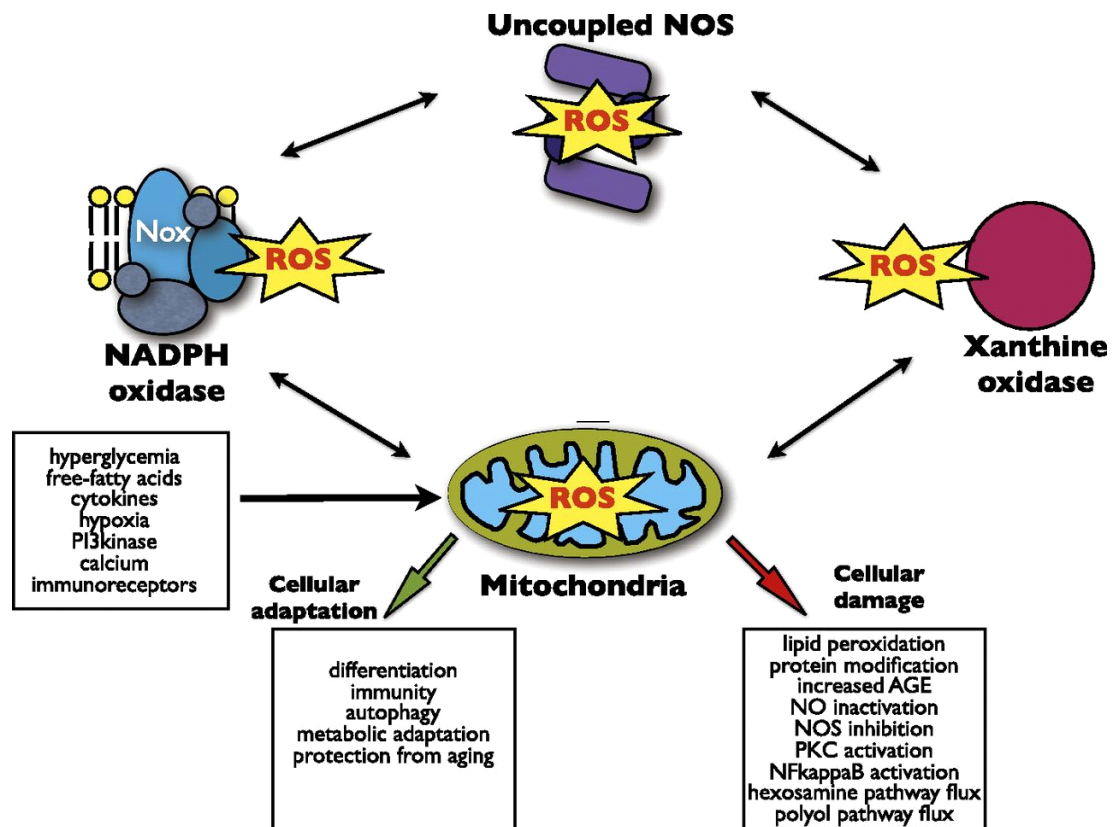 Uncoupled NOS
ROS
Nox
ROS
ROS
NADPH
oxidase
Xanthine
oxidase
hyperglycemia
free-fatty acids
cytokines
hypoxia
PI3kinase
calcium
immunoreceptors
ROS
Mitochondria
Cellular
adaptation
Cellular
damage
differentiation
immunity
autophagy
metabolic adaptation
protection from aging
lipid peroxidation
protein modification
increased AGE
NO inactivation
NOS inhibition
PKC activation
NFkappaB activation
hexosamine pathway flux
polyol pathway flux